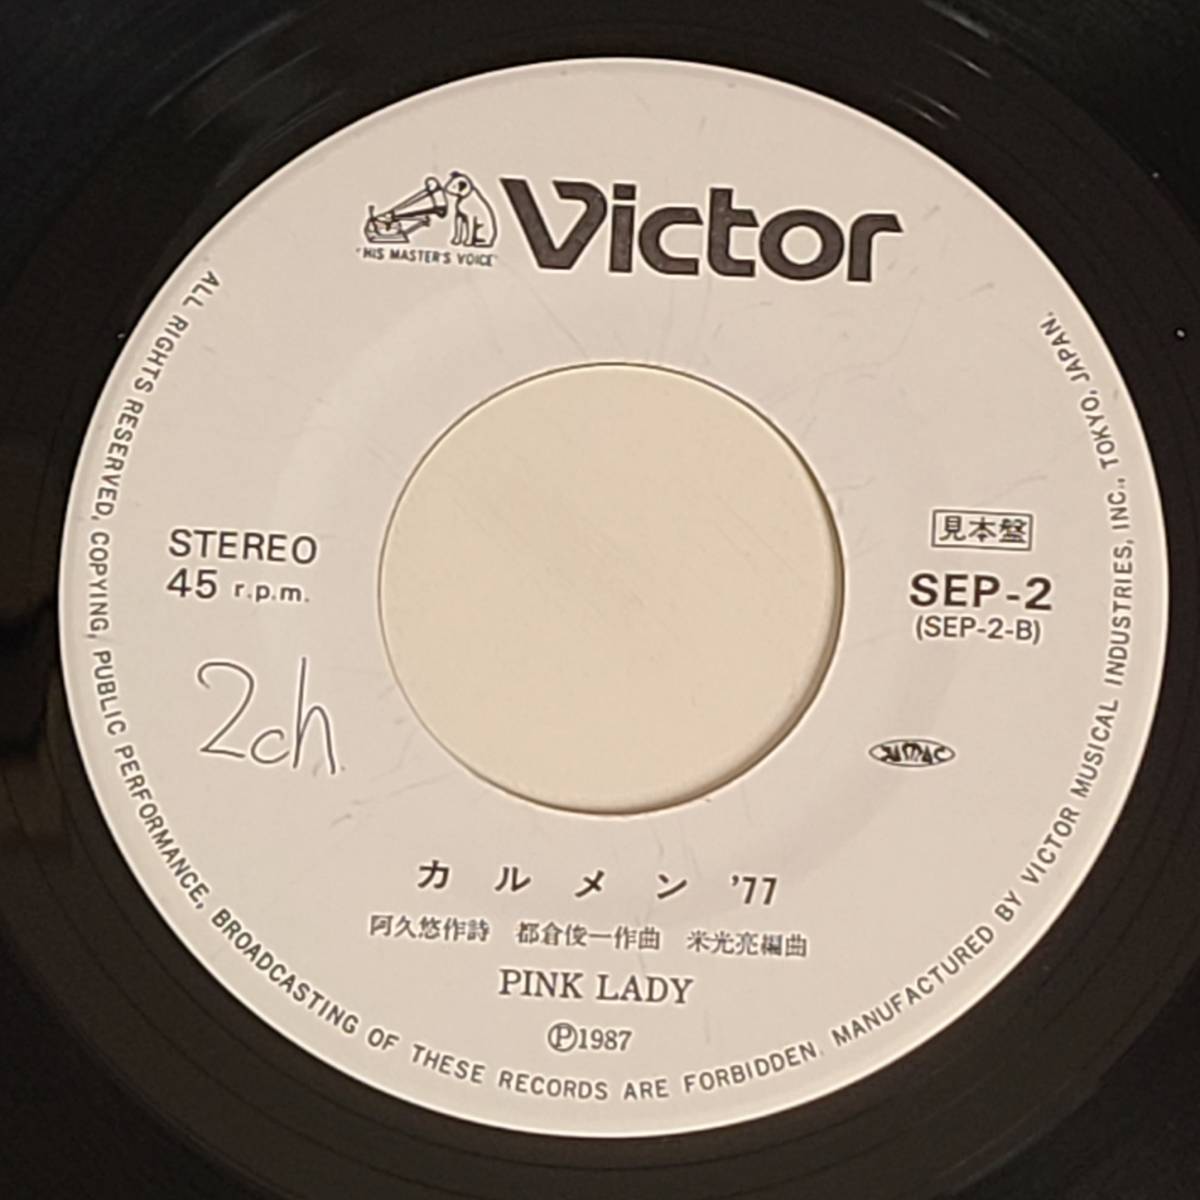 "HIS MASTER'S VOICE"
Victor
STEREO
45 r.p.m.
2ch
見本盤
SEP-2
(SEP-2-B)
JASRAC
カルメン '77
阿久悠作詩 都倉俊一作曲 米光亮編曲
PINK LADY
Ⓟ1987
ALL RIGHTS RESERVED, COPYING, PUBLIC PERFORMANCE, BROADCASTING OF THESE RECORDS ARE FORBIDDEN. MANUFACTURED BY VICTOR MUSICAL INDUSTRIES, INC., TOKYO, JAPAN.